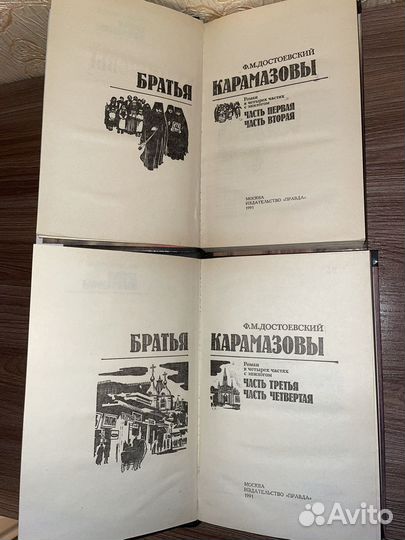 Ф.М.ДОСТОЕВСКИЙ
БРАТЬЯ КАРАМАЗОВЫ
Роман
в четырех частях
с эпилогом
ЧАСТЬ ПЕРВАЯ
ЧАСТЬ ВТОРАЯ
МОСКВА
ИЗДАТЕЛЬСТВО «ПРАВДА»
1991
Ф.М.ДОСТОЕВСКИЙ
БРАТЬЯ КАРАМАЗОВЫ
Роман
в четырех частях
с эпилогом
ЧАСТЬ ТРЕТЬЯ
ЧАСТЬ ЧЕТВЕРТАЯ
МОСКВА
ИЗДАТЕЛЬСТВО «ПРАВДА»
1991
Avito